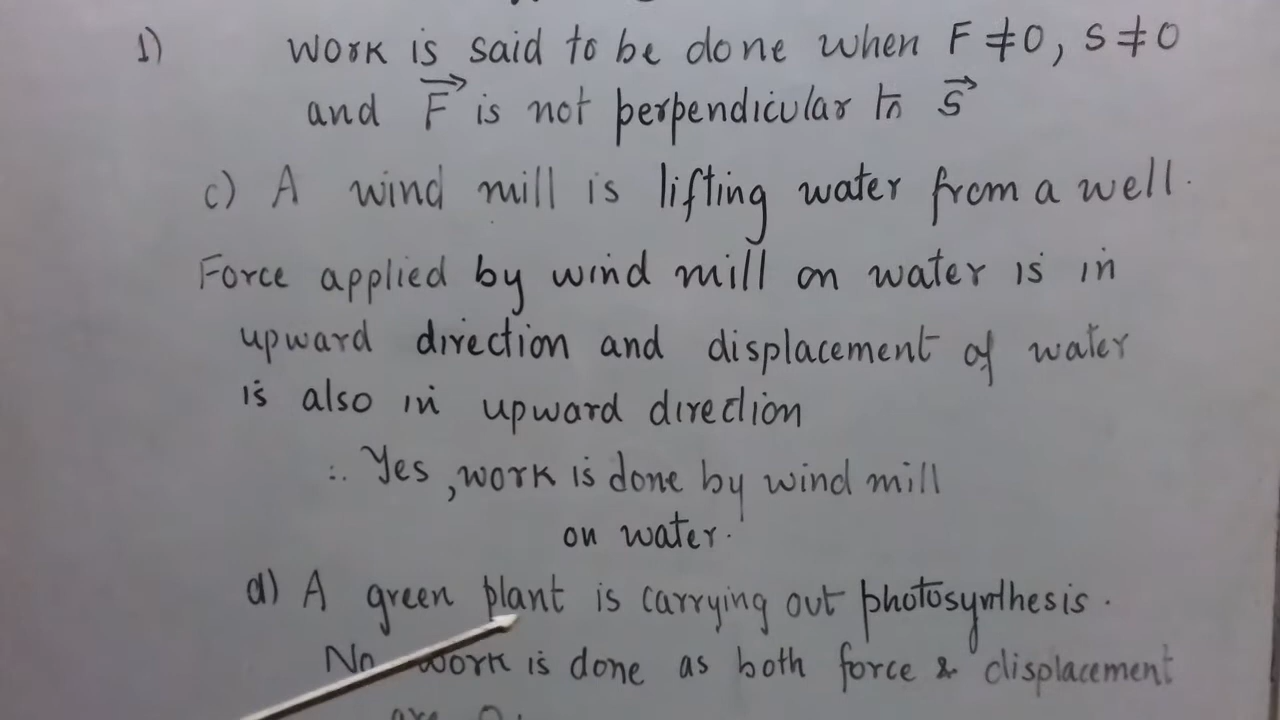 1) Work is said to be done when F ≠ 0, S ≠ 0
and F⃗ is not perpendicular to S⃗
c) A wind mill is lifting water from a well.
Force applied by wind mill on water is in
upward direction and displacement of water
is also in upward direction
∴ Yes, work is done by wind mill
on water.
d) A green plant is carrying out photosynthesis.
No work is done as both force & displacement
are 0.